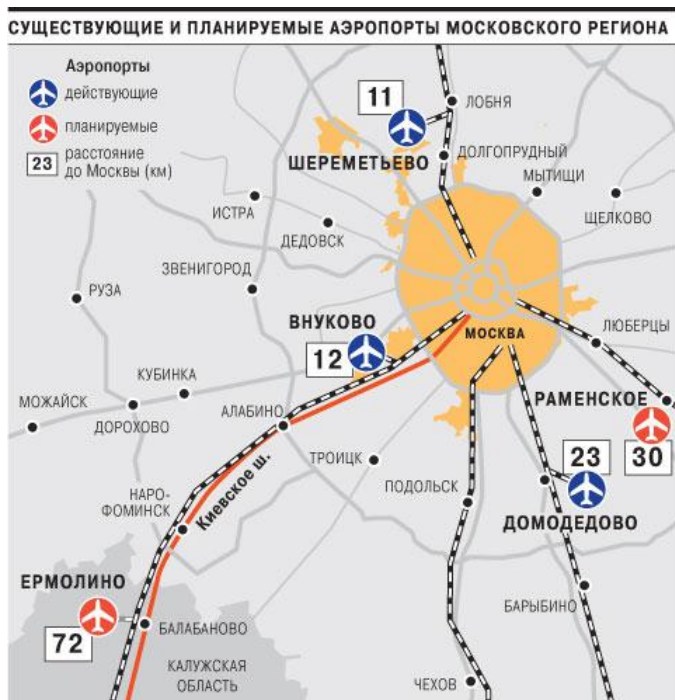 СУЩЕСТВУЮЩИЕ И ПЛАНИРУЕМЫЕ АЭРОПОРТЫ МОСКОВСКОГО РЕГИОНА
Аэропорты
действующие
планируемые
23 расстояние
до Москвы (км)
11
ЛОБНЯ
ШЕРЕМЕТЬЕВО
ДОЛГОПРУДНЫЙ
МЫТИЩИ
ИСТРА
ЩЕЛКОВО
ДЕДОВСК
ЗВЕНИГОРОД
РУЗА
ВНУКОВО
МОСКВА
ЛЮБЕРЦЫ
12
КУБИНКА
МОЖАЙСК
ДОРОХОВО
АЛАБИНО
РАМЕНСКОЕ
30
ТРОИЦК
23
Киевское ш.
ПОДОЛЬСК
НАРО-
ФОМИНСК
ДОМОДЕДОВО
ЕРМОЛИНО
72
БАЛАБАНОВО
БАРЫБИНО
КАЛУЖСКАЯ
ОБЛАСТЬ
ЧЕХОВ